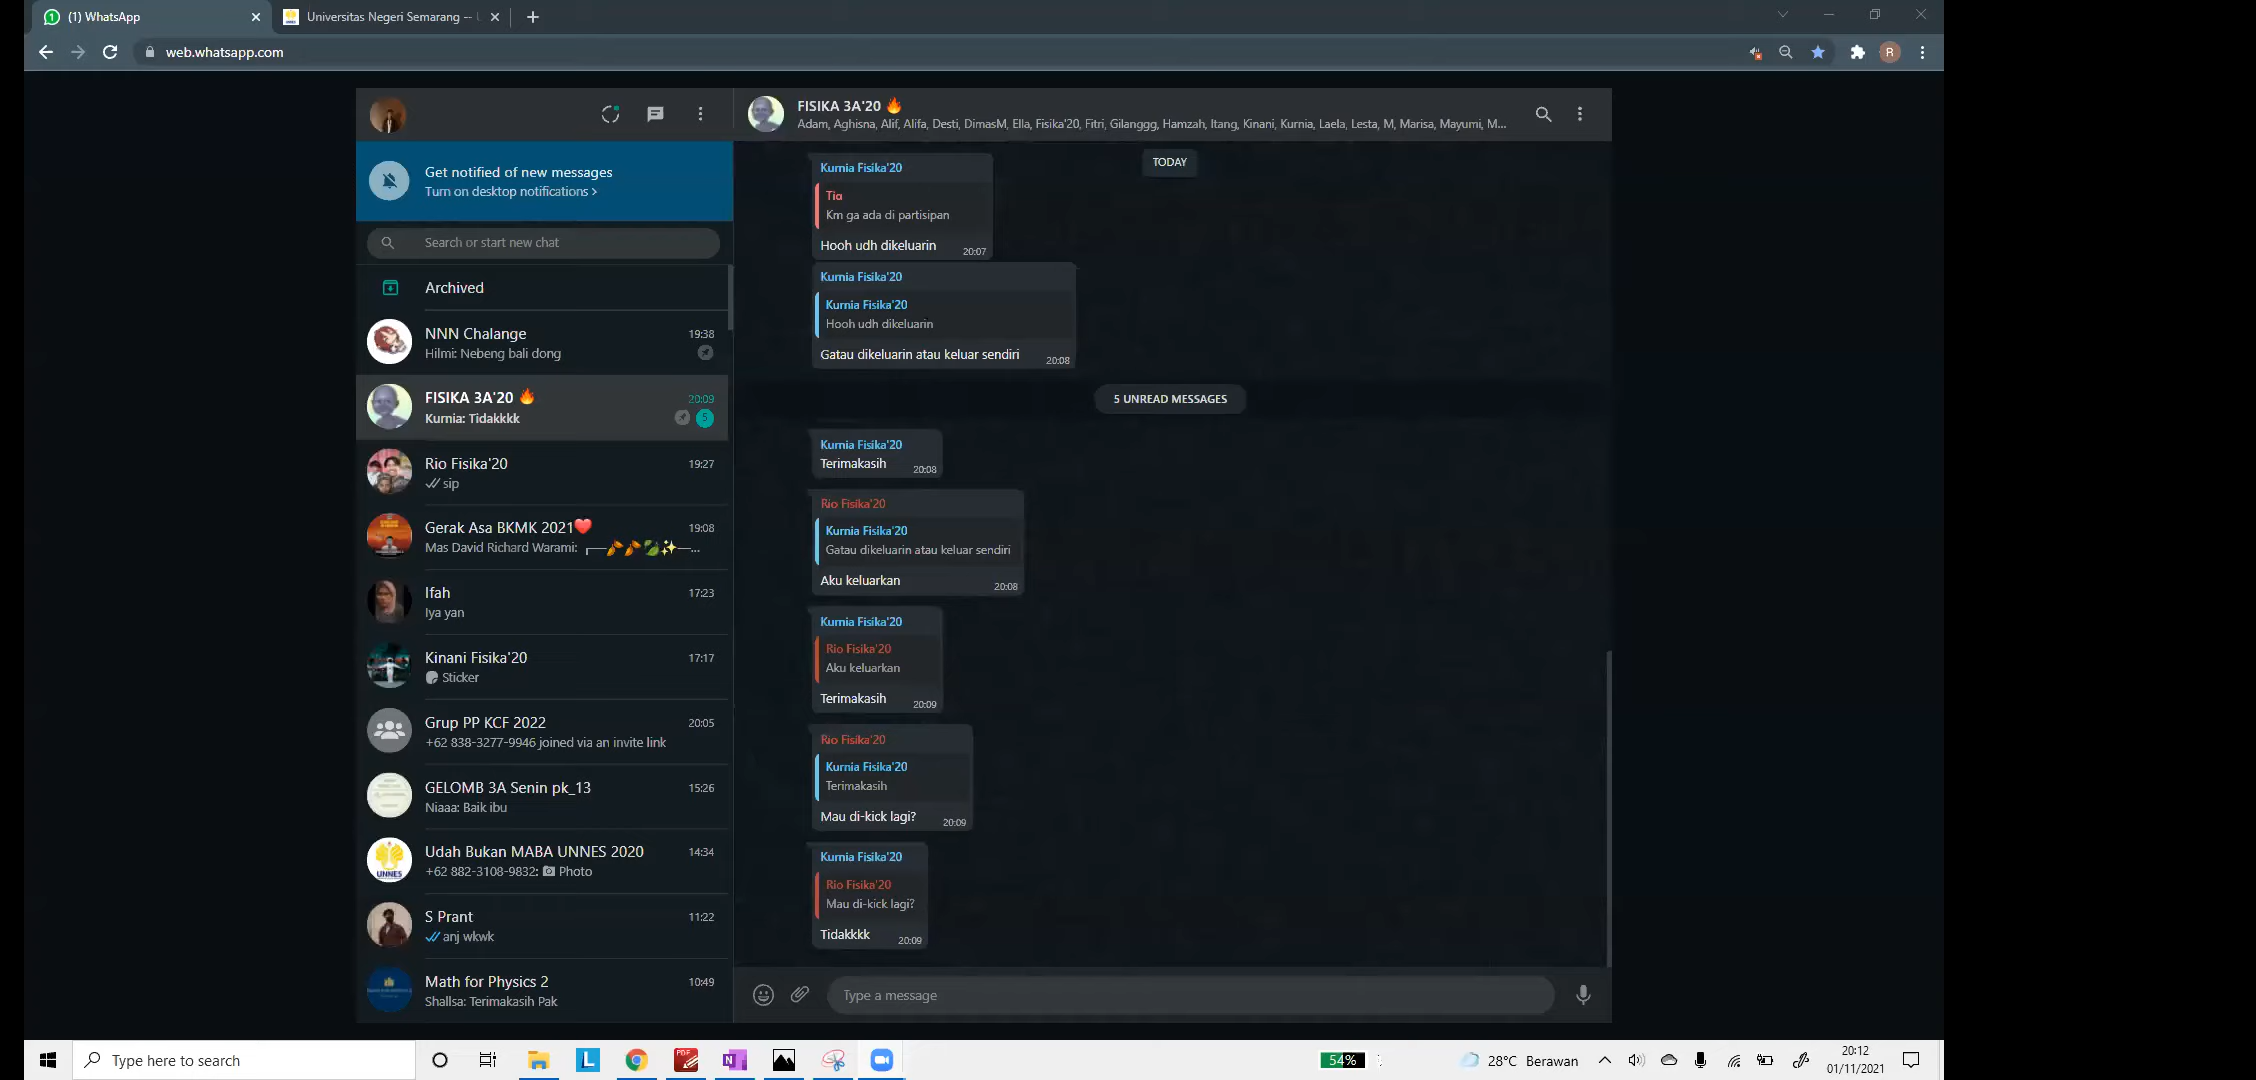 (1) WhatsApp
Universitas Negeri Semarang –
web.whatsapp.com
R
Get notified of new messages
Turn on desktop notifications >
Search or start new chat
Archived
NNN Chalange 19:38
Hilmi: Nebeng bali dong
FISIKA 3A'20 🔥 20:09
Kurnia: Tidakkkk 5
Rio Fisika'20 19:27
sip
Gerak Asa BKMK 2021❤️ 19:08
Mas David Richard Warami: ┌─🍂🍂🍃✨─...
Ifah 17:23
Iya yan
Kinani Fisika'20 17:17
Sticker
Grup PP KCF 2022 20:05
+62 838-3277-9946 joined via an invite link
GELOMB 3A Senin pk_13 15:26
Niaaa: Baik ibu
UNNES
Udah Bukan MABA UNNES 2020 14:34
+62 882-3108-9832: Photo
S Prant 11:22
anj wkwk
Math for Physics 2 10:49
Shallsa: Terimakasih Pak
FISIKA 3A'20 🔥
Adam, Aghisna, Alif, Alifa, Desti, DimasM, Ella, Fisika'20, Fitri, Gilanggg, Hamzah, Itang, Kinani, Kurnia, Laela, Lesta, M, Marisa, Mayumi, M...
TODAY
Kurnia Fisika'20
Tia
Km ga ada di partisipan
Hooh udh dikeluarin 20:07
Kurnia Fisika'20
Kurnia Fisika'20
Hooh udh dikeluarin
Gatau dikeluarin atau keluar sendiri 20:08
5 UNREAD MESSAGES
Kurnia Fisika'20
Terimakasih 20:08
Rio Fisika'20
Kurnia Fisika'20
Gatau dikeluarin atau keluar sendiri
Aku keluarkan 20:08
Kurnia Fisika'20
Rio Fisika'20
Aku keluarkan
Terimakasih 20:09
Rio Fisika'20
Kurnia Fisika'20
Terimakasih
Mau di-kick lagi? 20:09
Kurnia Fisika'20
Rio Fisika'20
Mau di-kick lagi?
Tidakkkk 20:09
Type a message
Type here to search
L
PDF
N
54%
28°C Berawan
20:12
01/11/2021